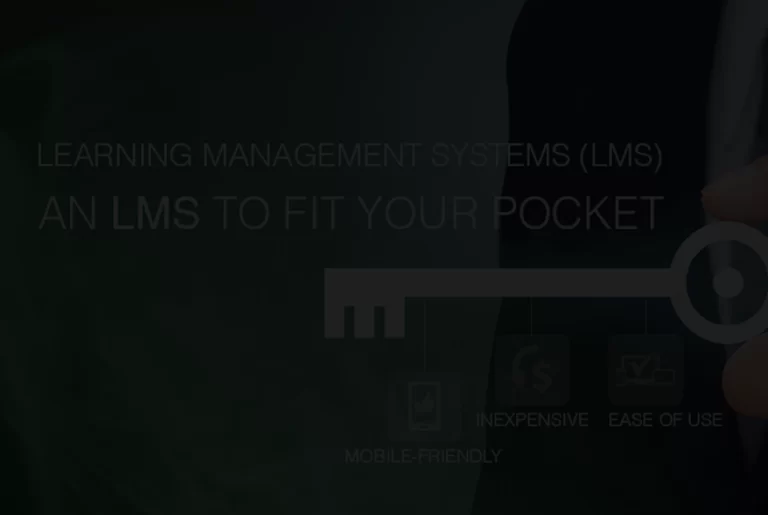 LEARNING MANAGEMENT SYSTEMS (LMS)
AN LMS TO FIT YOUR POCKET
$
INEXPENSIVE
EASE OF USE
MOBILE-FRIENDLY